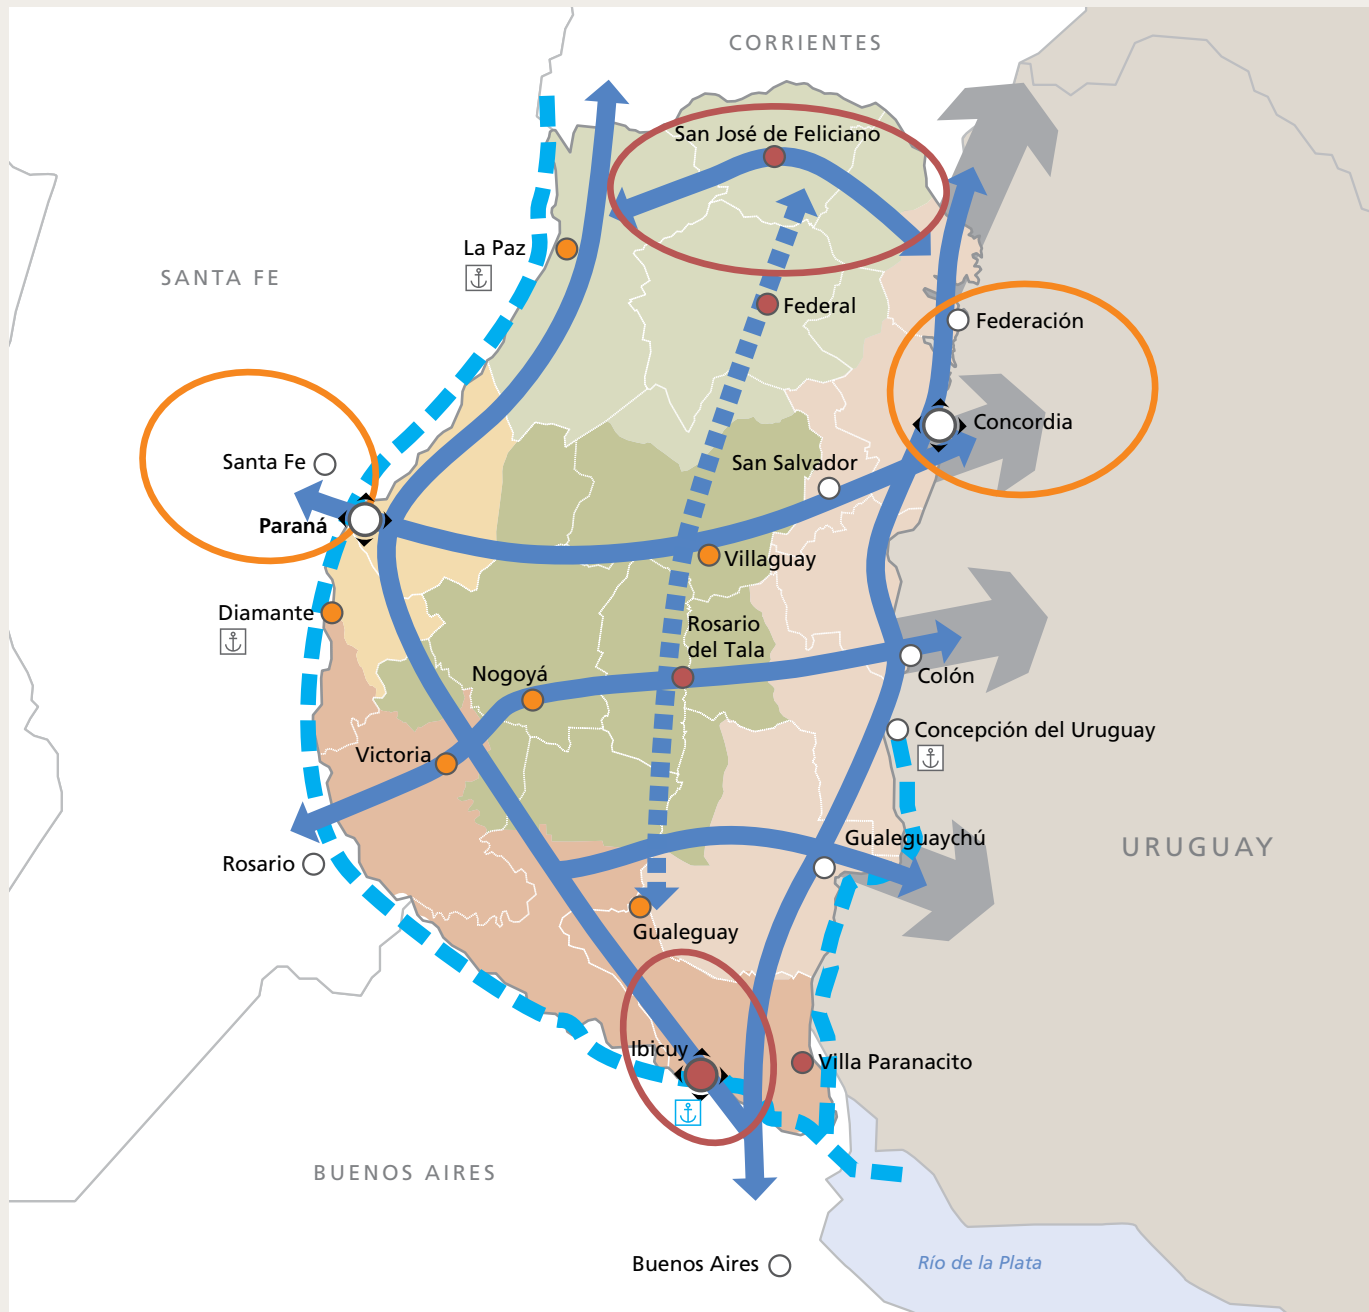 CORRIENTES
San José de Feliciano
La Paz
SANTA FE
Federal
Federación
Concordia
Santa Fe
San Salvador
Paraná
Villaguay
Diamante
Rosario
del Tala
Nogoyá
Colón
Concepción del Uruguay
Victoria
Gualeguaychú
URUGUAY
Rosario
Gualeguay
Ibicuy
Villa Paranacito
BUENOS AIRES
Buenos Aires
Río de la Plata